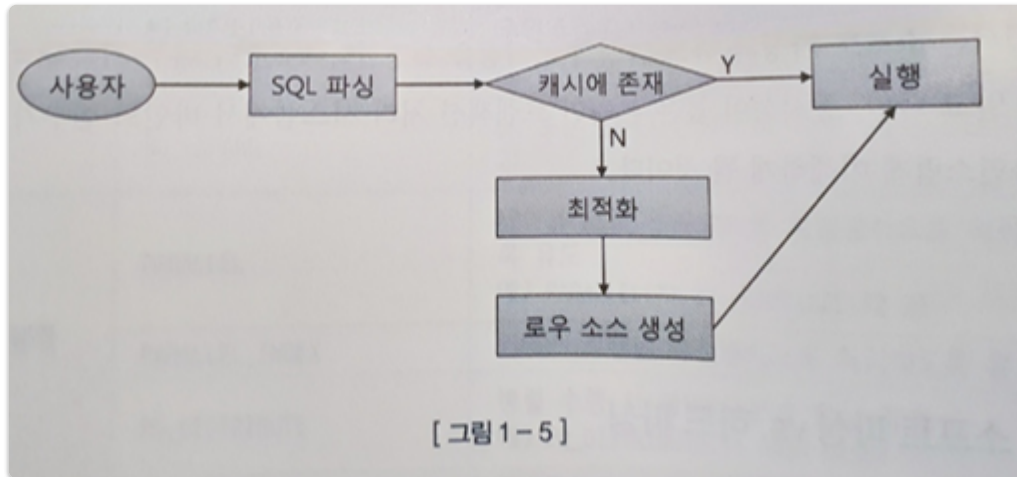 사용자
SQL 파싱
캐시에 존재
Y
실행
N
최적화
로우 소스 생성
[ 그림 1 – 5 ]